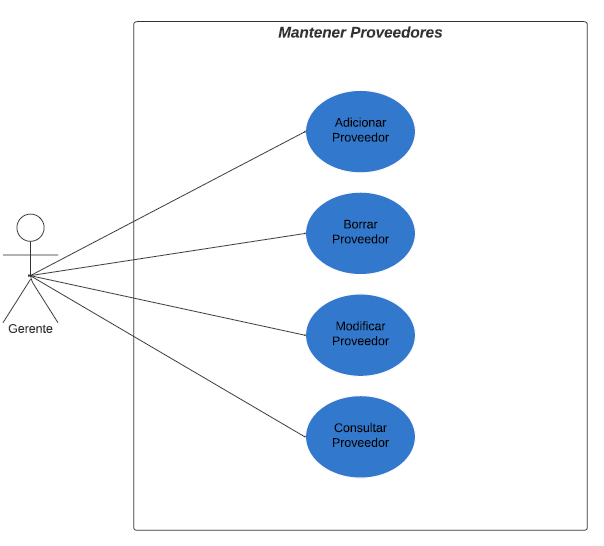 Mantener Proveedores
Adicionar
Proveedor
Borrar
Proveedor
Modificar
Proveedor
Consultar
Proveedor
Gerente